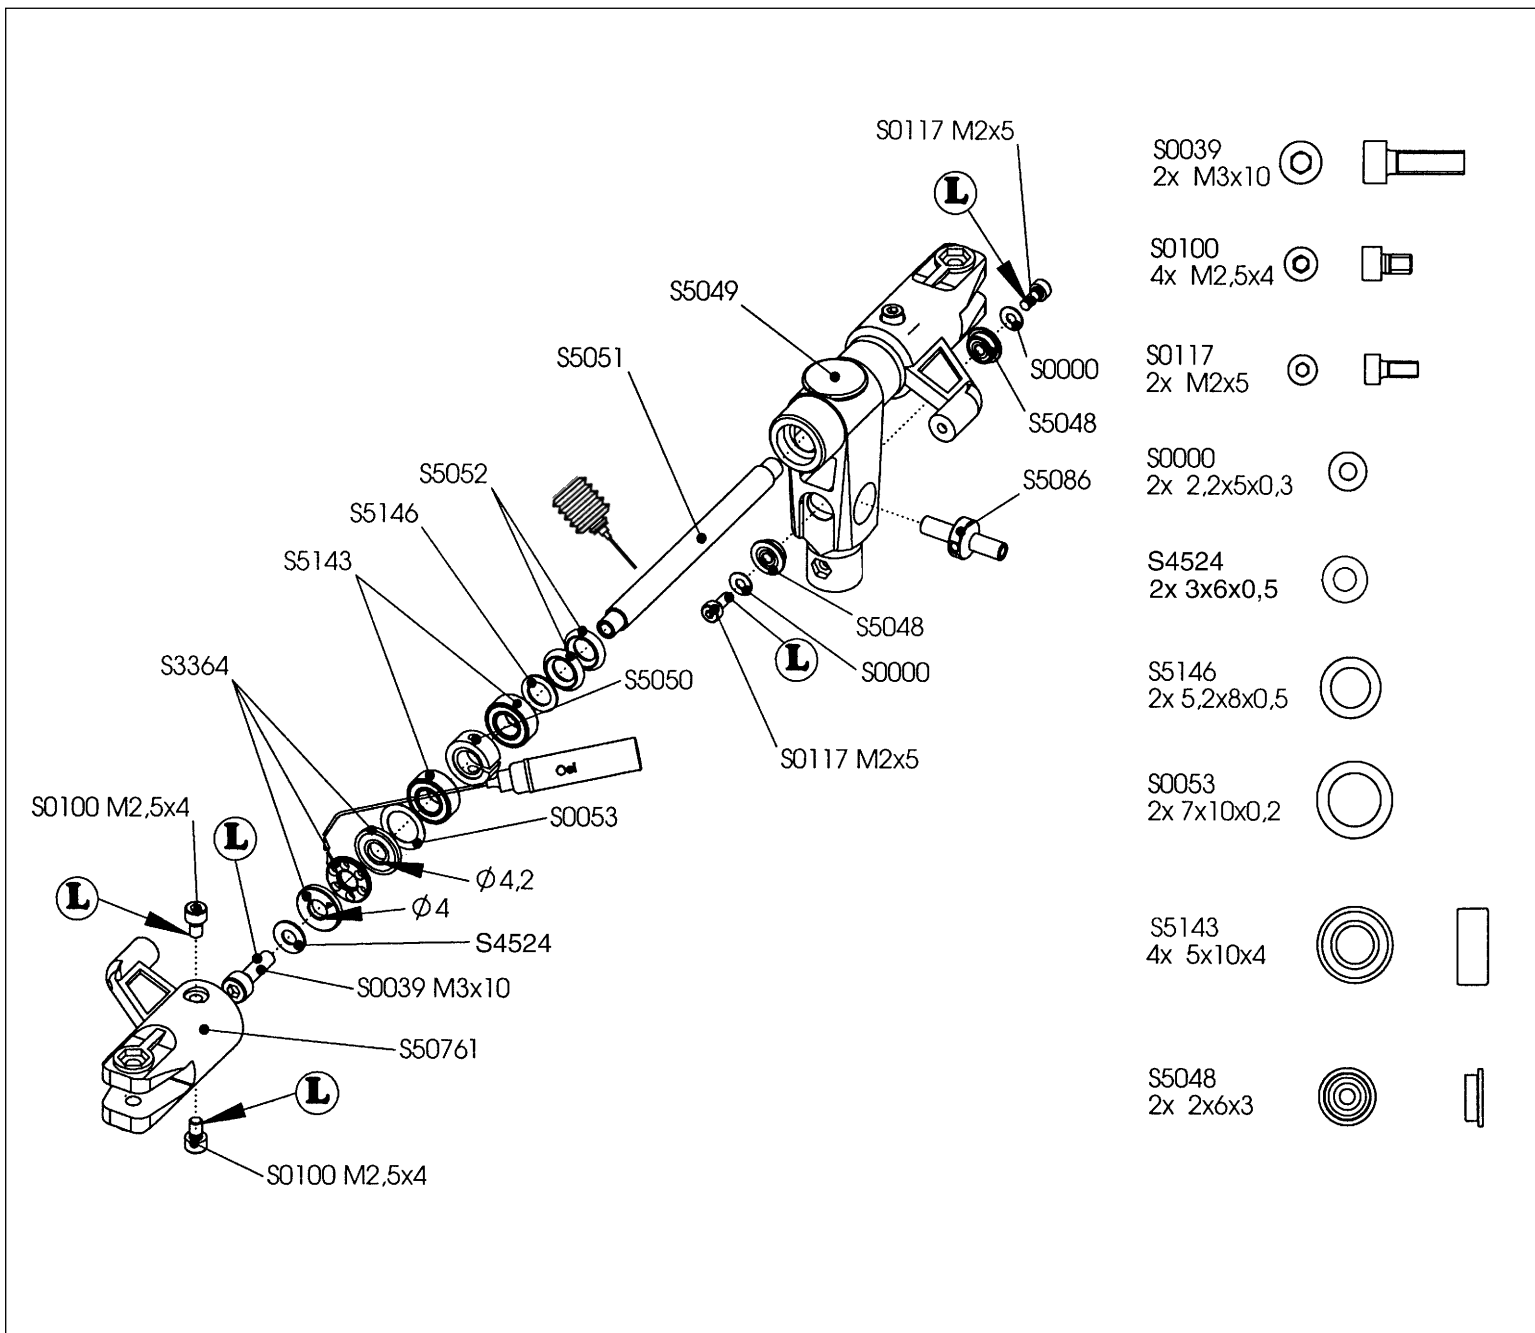 S0117 M2x5
L
S5049
S5051
S0000
S5048
S5052
S5146
S5143
S5086
S3364
S5050
S5048
S0000
L
S0117 M2x5
Oel
S0053
S0100 M2,5x4
L
L
Ø4,2
Ø4
S4524
S0039 M3x10
S50761
L
S0100 M2,5x4
S0039
2x M3x10
S0100
4x M2,5x4
S0117
2x M2x5
S0000
2x 2,2x5x0,3
S4524
2x 3x6x0,5
S5146
2x 5,2x8x0,5
S0053
2x 7x10x0,2
S5143
4x 5x10x4
S5048
2x 2x6x3